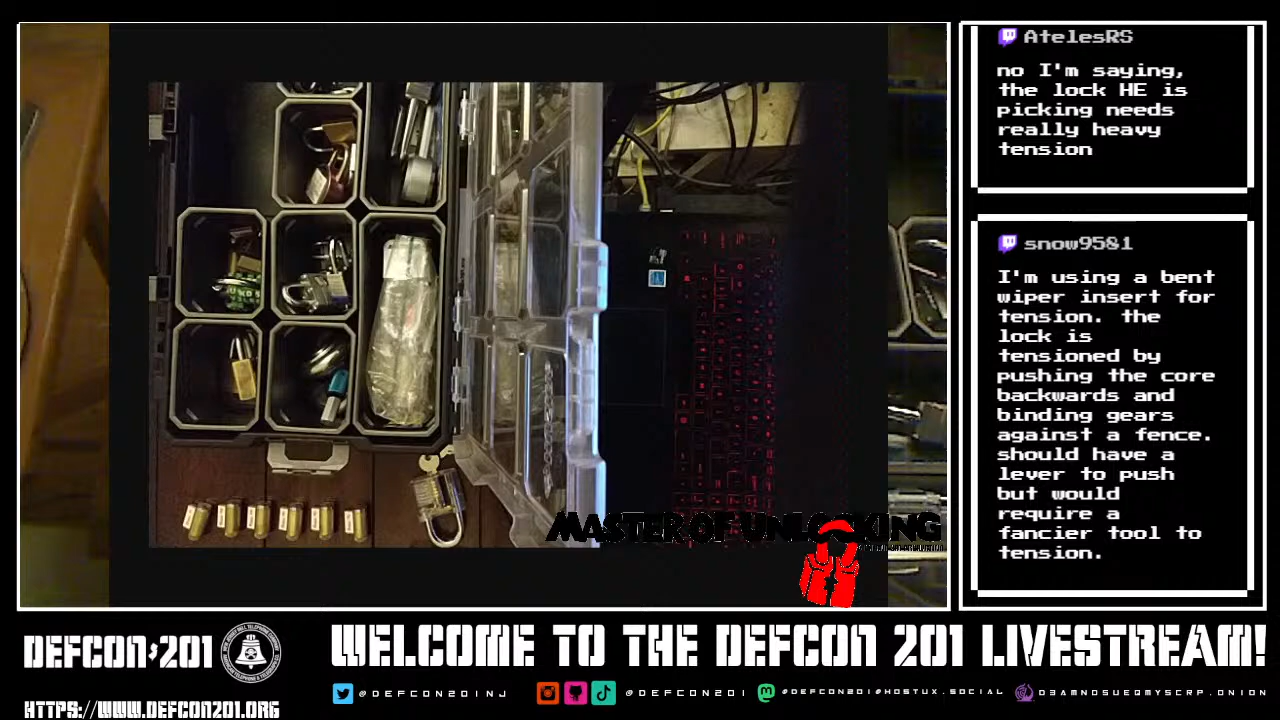 AtelesRS
no I'm saying,
the lock HE is
picking needs
really heavy
tension
snow9581
I'm using a bent
wiper insert for
tension. the
lock is
tensioned by
pushing the core
backwards and
binding gears
against a fence.
should have a
lever to push
but would
require a
fancier tool to
tension.
MASTER OF UNLOCKING
DEFCON 201
WELCOME TO THE DEFCON 201 LIVESTREAM!
HTTPS://WWW.DEFCON201.ORG
@DEFCON201NJ
@DEFCON201
@DEFCON201@HOSTUX.SOCIAL